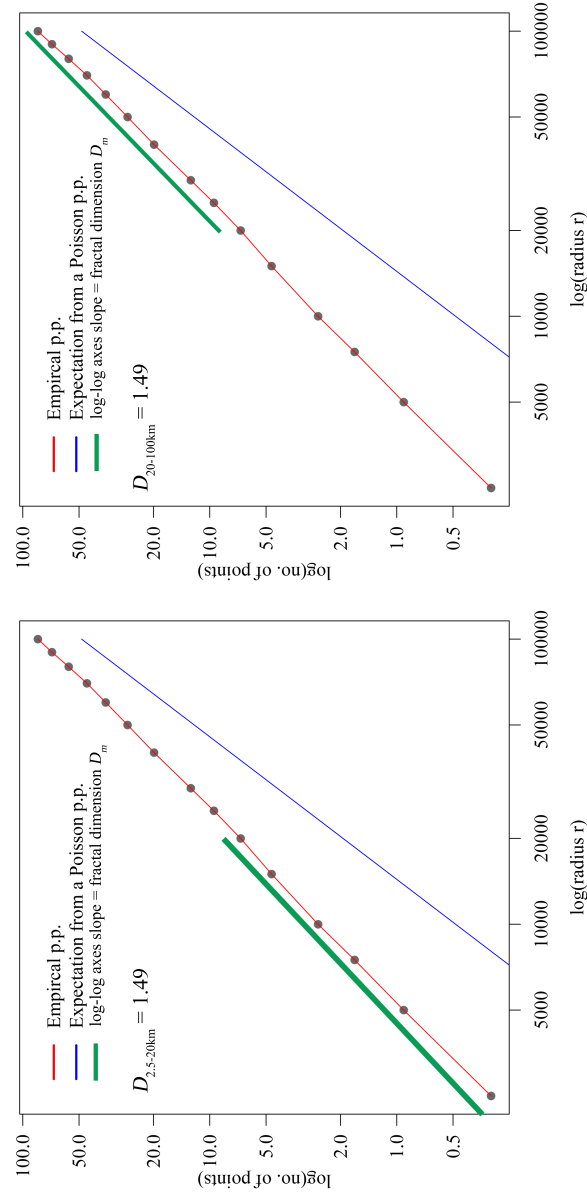 Empircal p.p.
Expectation from a Poisson p.p.
log-log axes slope = fractal dimension Dm
D2.5-20km = 1.49
log(no. of points)
100.0
50.0
20.0
10.0
5.0
2.0
1.0
0.5
5000 10000 20000 50000 100000
log(radius r)
Empircal p.p.
Expectation from a Poisson p.p.
log-log axes slope = fractal dimension Dm
D20-100km = 1.49
log(no. of points)
100.0
50.0
20.0
10.0
5.0
2.0
1.0
0.5
5000 10000 20000 50000 100000
log(radius r)